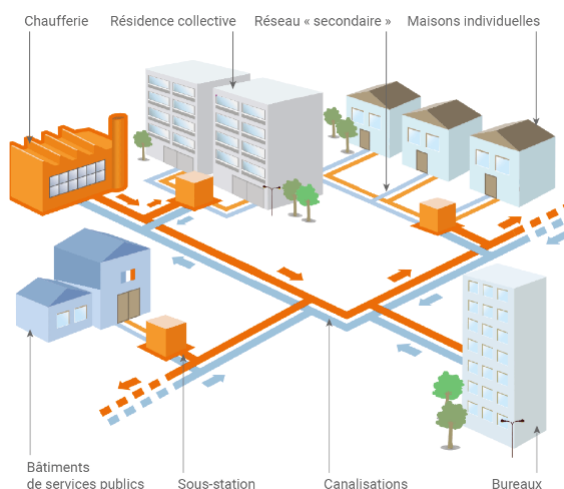 Chaufferie
Résidence collective
Réseau « secondaire »
Maisons individuelles
Bâtiments
de services publics
Sous-station
Canalisations
Bureaux